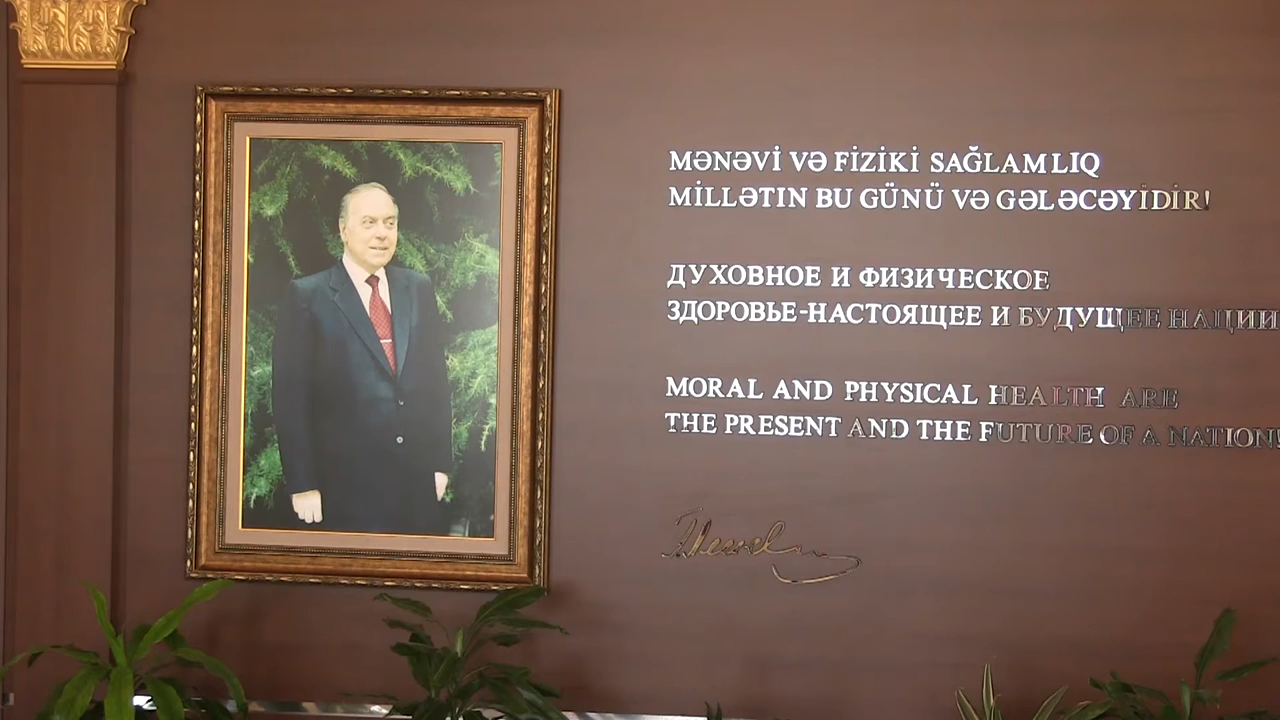 MƏNƏVİ VƏ FİZİKİ SAĞLAMLIQ
MİLLƏTIN BU GÜNÜ VƏ GƏLƏCƏYİDİR!
ДУХОВНОЕ И ФИЗИЧЕСКОЕ
ЗДОРОВЬЕ-НАСТОЯЩЕЕ И БУДУЩЕЕ НАЦИИ
MORAL AND PHYSICAL HEALTH ARE
THE PRESENT AND THE FUTURE OF A NATION!